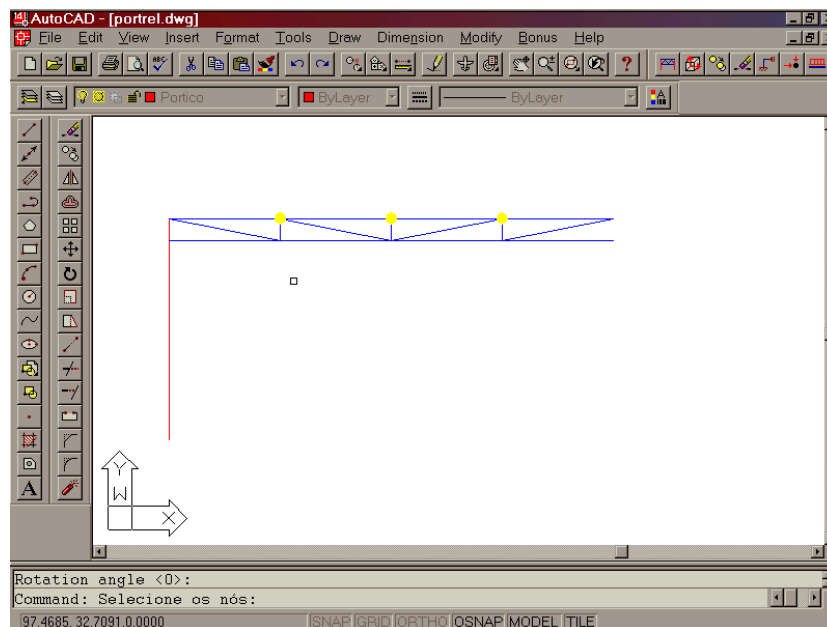 AutoCAD - [portrel.dwg]
File Edit View Insert Format Tools Draw Dimension Modify Bonus Help
ABC
?
Portico ByLayer ByLayer
A
A
Y
W
X
Rotation angle <0>:
Command: Selecione os nós:
97.4685, 32.7091,0.0000 SNAP GRID ORTHO OSNAP MODEL TILE